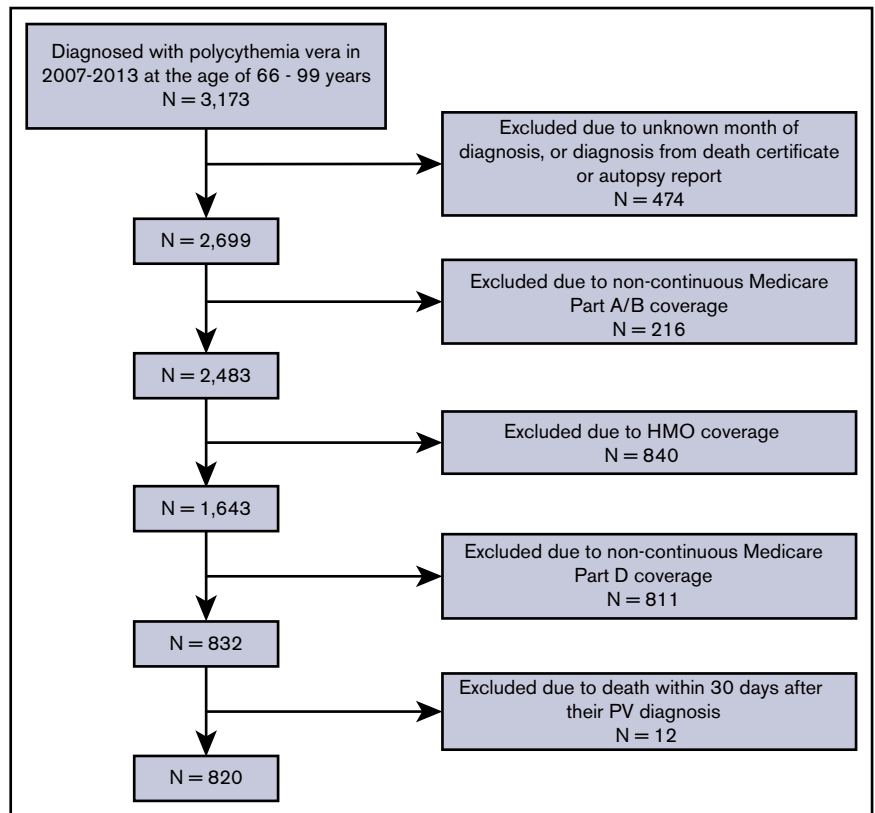 Diagnosed with polycythemia vera in
2007-2013 at the age of 66 - 99 years
N = 3,173
Excluded due to unknown month of
diagnosis, or diagnosis from death certificate
or autopsy report
N = 474
N = 2,699
Excluded due to non-continuous Medicare
Part A/B coverage
N = 216
N = 2,483
Excluded due to HMO coverage
N = 840
N = 1,643
Excluded due to non-continuous Medicare
Part D coverage
N = 811
N = 832
Excluded due to death within 30 days after
their PV diagnosis
N = 12
N = 820